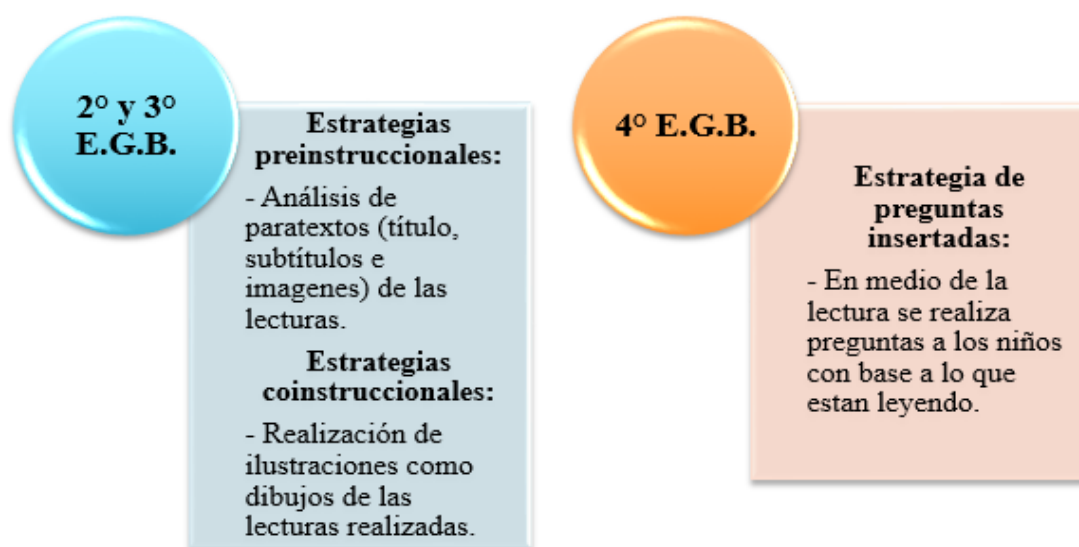 2° y 3°
E.G.B.
Estrategias
preinstruccionales:
- Análisis de
paratextos (título,
subtítulos e
imagenes) de las
lecturas.
Estrategias
coinstruccionales:
- Realización de
ilustraciones como
dibujos de las
lecturas realizadas.
4° E.G.B.
Estrategia de
preguntas
insertadas:
- En medio de la
lectura se realiza
preguntas a los niños
con base a lo que
estan leyendo.